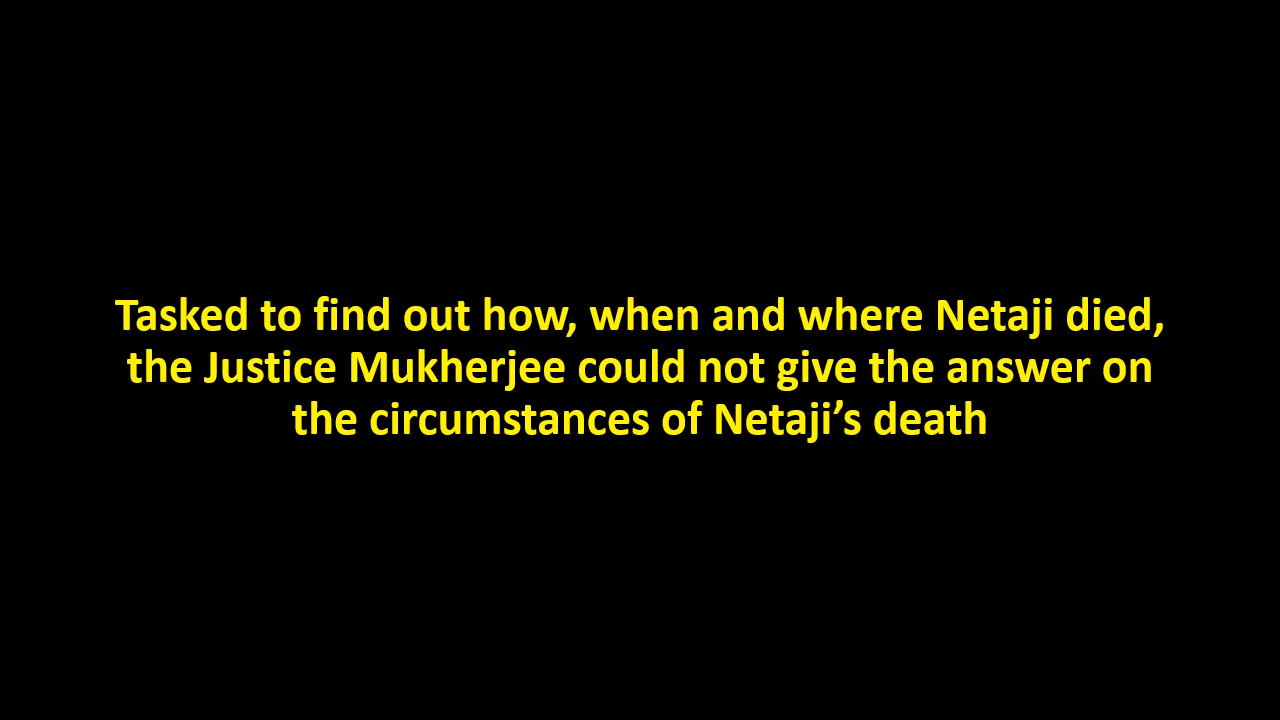 Tasked to find out how, when and where Netaji died,
the Justice Mukherjee could not give the answer on
the circumstances of Netaji’s death